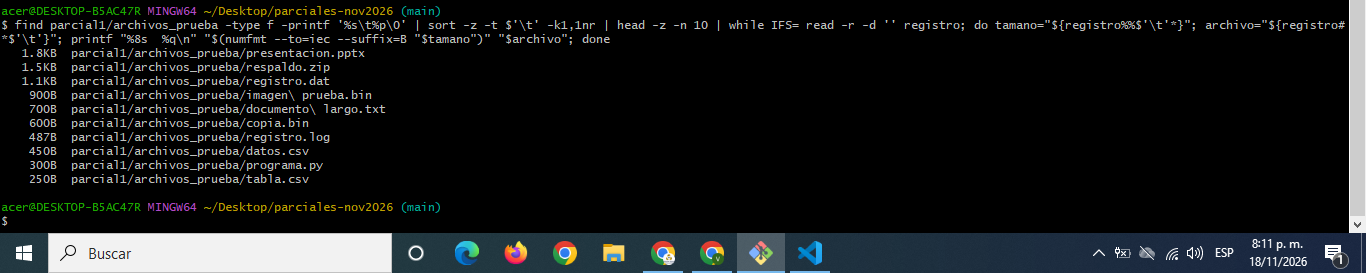 acer@DESKTOP-B5AC47R MINGW64 ~/Desktop/parciales-nov2026 (main)
$ find parcial1/archivos_prueba -type f -printf '%s\t%p\0' | sort -z -t $'\t' -k1,1nr | head -z -n 10 | while IFS= read -r -d '' registro; do tamano="${registro%%$'\t'*}"; archivo="${registro#
*$'\t'}"; printf "%8s  %q\n" "$(numfmt --to=iec --suffix=B "$tamano")" "$archivo"; done
1.8KB  parcial1/archivos_prueba/presentacion.pptx
1.5KB  parcial1/archivos_prueba/respaldo.zip
1.1KB  parcial1/archivos_prueba/registro.dat
900B  parcial1/archivos_prueba/imagen\ prueba.bin
700B  parcial1/archivos_prueba/documento\ largo.txt
600B  parcial1/archivos_prueba/copia.bin
487B  parcial1/archivos_prueba/registro.log
450B  parcial1/archivos_prueba/datos.csv
300B  parcial1/archivos_prueba/programa.py
250B  parcial1/archivos_prueba/tabla.csv
acer@DESKTOP-B5AC47R MINGW64 ~/Desktop/parciales-nov2026 (main)
$
Buscar
ESP
8:11 p. m.
18/11/2026
1